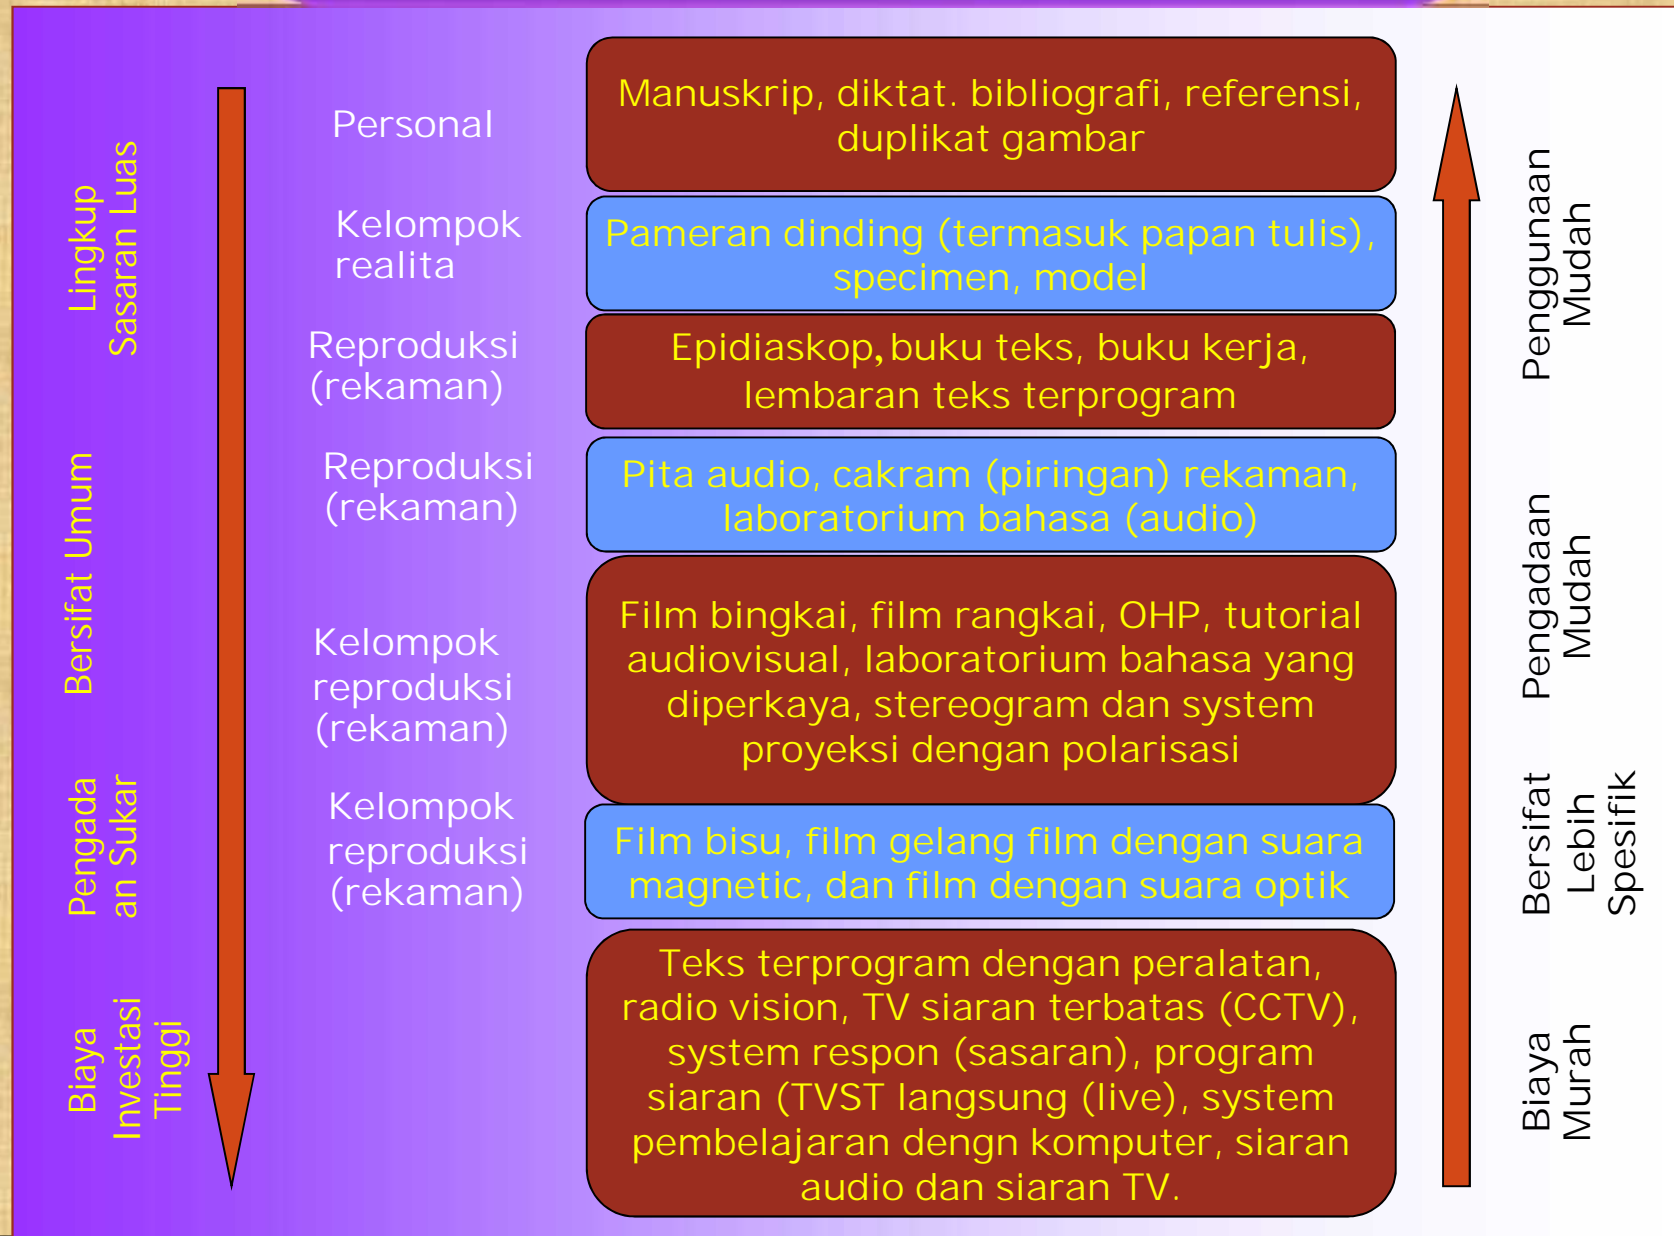 Lingkup
Sasaran Luas
Bersifat Umum
Pengada
an Sukar
Biaya
Investasi
Tinggi
Personal
Manuskrip, diktat. bibliografi, referensi,
duplikat gambar
Kelompok
realita
Pameran dinding (termasuk papan tulis),
specimen, model
Reproduksi
(rekaman)
Epidiaskop, buku teks, buku kerja,
lembaran teks terprogram
Reproduksi
(rekaman)
Pita audio, cakram (piringan) rekaman,
laboratorium bahasa (audio)
Kelompok
reproduksi
(rekaman)
Film bingkai, film rangkai, OHP, tutorial
audiovisual, laboratorium bahasa yang
diperkaya, stereogram dan system
proyeksi dengan polarisasi
Kelompok
reproduksi
(rekaman)
Film bisu, film gelang film dengan suara
magnetic, dan film dengan suara optik
Teks terprogram dengan peralatan,
radio vision, TV siaran terbatas (CCTV),
system respon (sasaran), program
siaran (TVST langsung (live), system
pembelajaran dengn komputer, siaran
audio dan siaran TV.
Penggunaan
Mudah
Pengadaan
Mudah
Bersifat
Lebih
Spesifik
Biaya
Murah